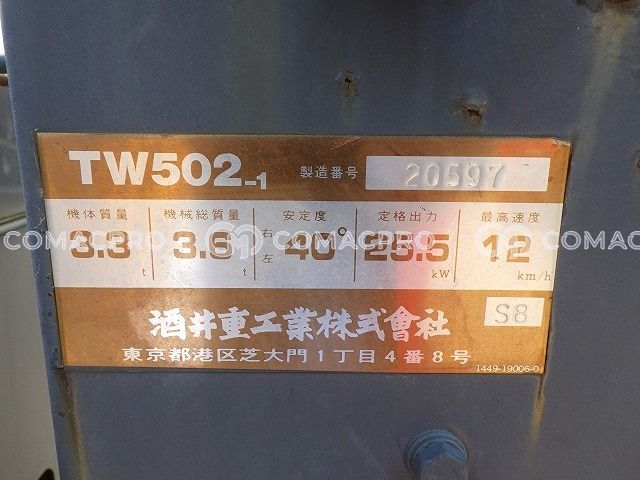 TW502-1 製造番号 20597
機体質量 機械総質量 安定度 定格出力 最高速度
3.3 t 3.6 t 右左 40° 25.5 kW 12 km/h
酒井重工業株式會社 S8
東京都港区芝大門1丁目4番8号
1449-19006-0
COMACPRO COMACPRO COMACPRO